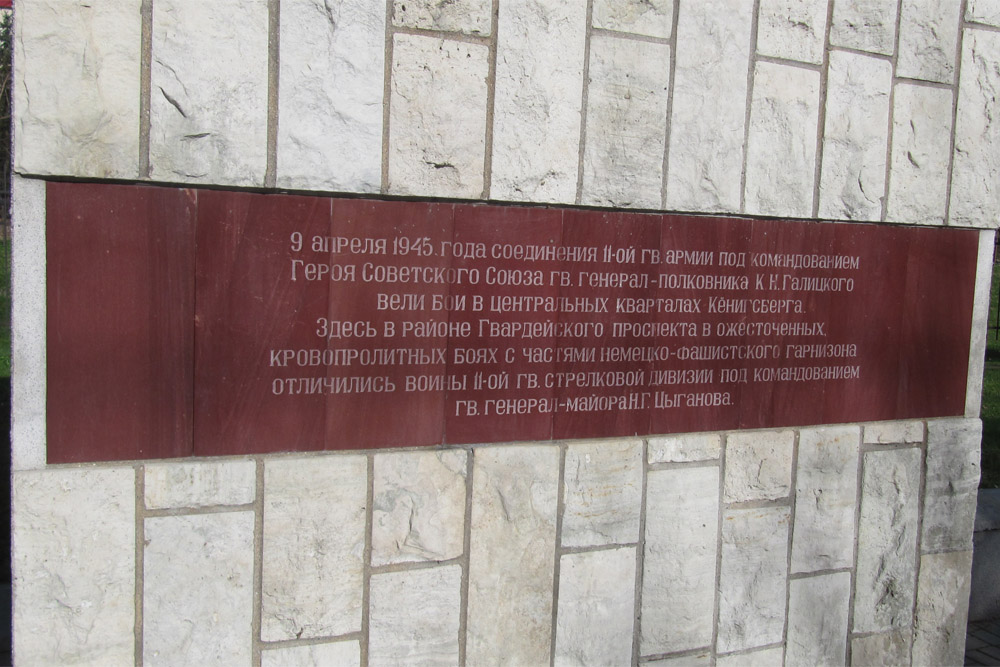 9 апреля 1945. года соединения 11-ой гв. армии под командованием
Героя Советского Союза гв. генерал-полковника К.Н. Галицкого
вели бои в центральных кварталах Кёнигсберга.
Здесь в районе Гвардейского проспекта в ожесточенных,
кровопролитных боях с частями немецко-фашистского гарнизона
отличились воины 11-ой гв. стрелковой дивизии под командованием
гв. генерал-майора Н.Г. Цыганова.